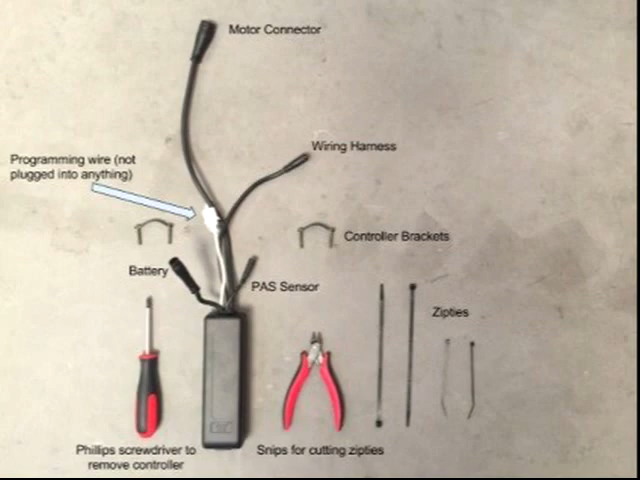 Motor Connector
Wiring Harness
Programming wire (not
plugged into anything)
Controller Brackets
Battery
PAS Sensor
Zipties
Phillips screwdriver to
remove controller
Snips for cutting zipties